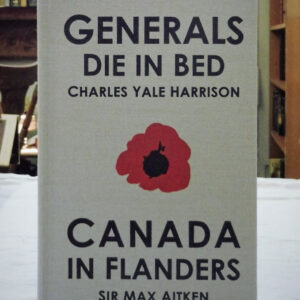 GENERALS
DIE IN BED
CHARLES YALE HARRISON
CANADA
IN FLANDERS
SIR MAX AITKEN